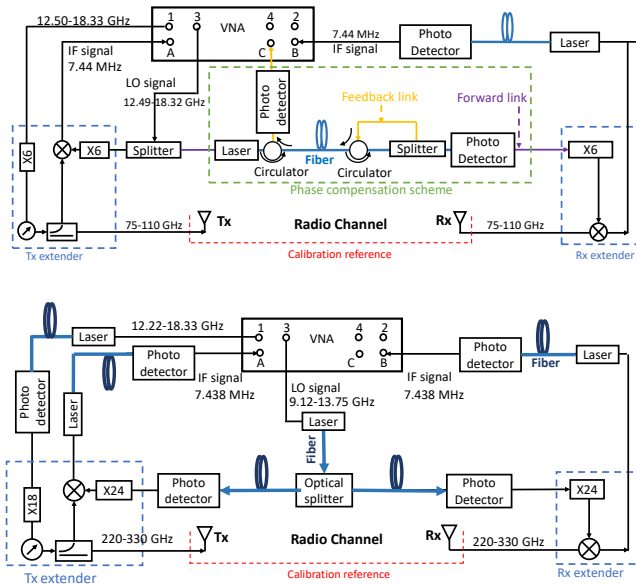 12.50-18.33 GHz
1
3
4
2
VNA
A
C
B
IF signal
7.44 MHz
7.44 MHz
IF signal
Photo
Detector
Laser
LO signal
12.49-18.32 GHz
Photo
detector
Feedback link
Forward link
X6
X6
Splitter
Laser
Fiber
Circulator
Circulator
Splitter
Photo
Detector
X6
Phase compensation scheme
75-110 GHz
Tx
Radio Channel
Rx
75-110 GHz
Tx extender
Calibration reference
Rx extender
12.22-18.33 GHz
Laser
1
3
4
2
VNA
A
C
B
Photo
detector
IF signal
7.438 MHz
LO signal
9.12-13.75 GHz
IF signal
7.438 MHz
Photo
detector
Fiber
Laser
Photo
detector
Laser
Laser
Fiber
X18
X24
Photo
detector
Optical
splitter
Photo
Detector
X24
220-330 GHz
Tx
Radio Channel
Rx
220-330 GHz
Tx extender
Calibration reference
Rx extender